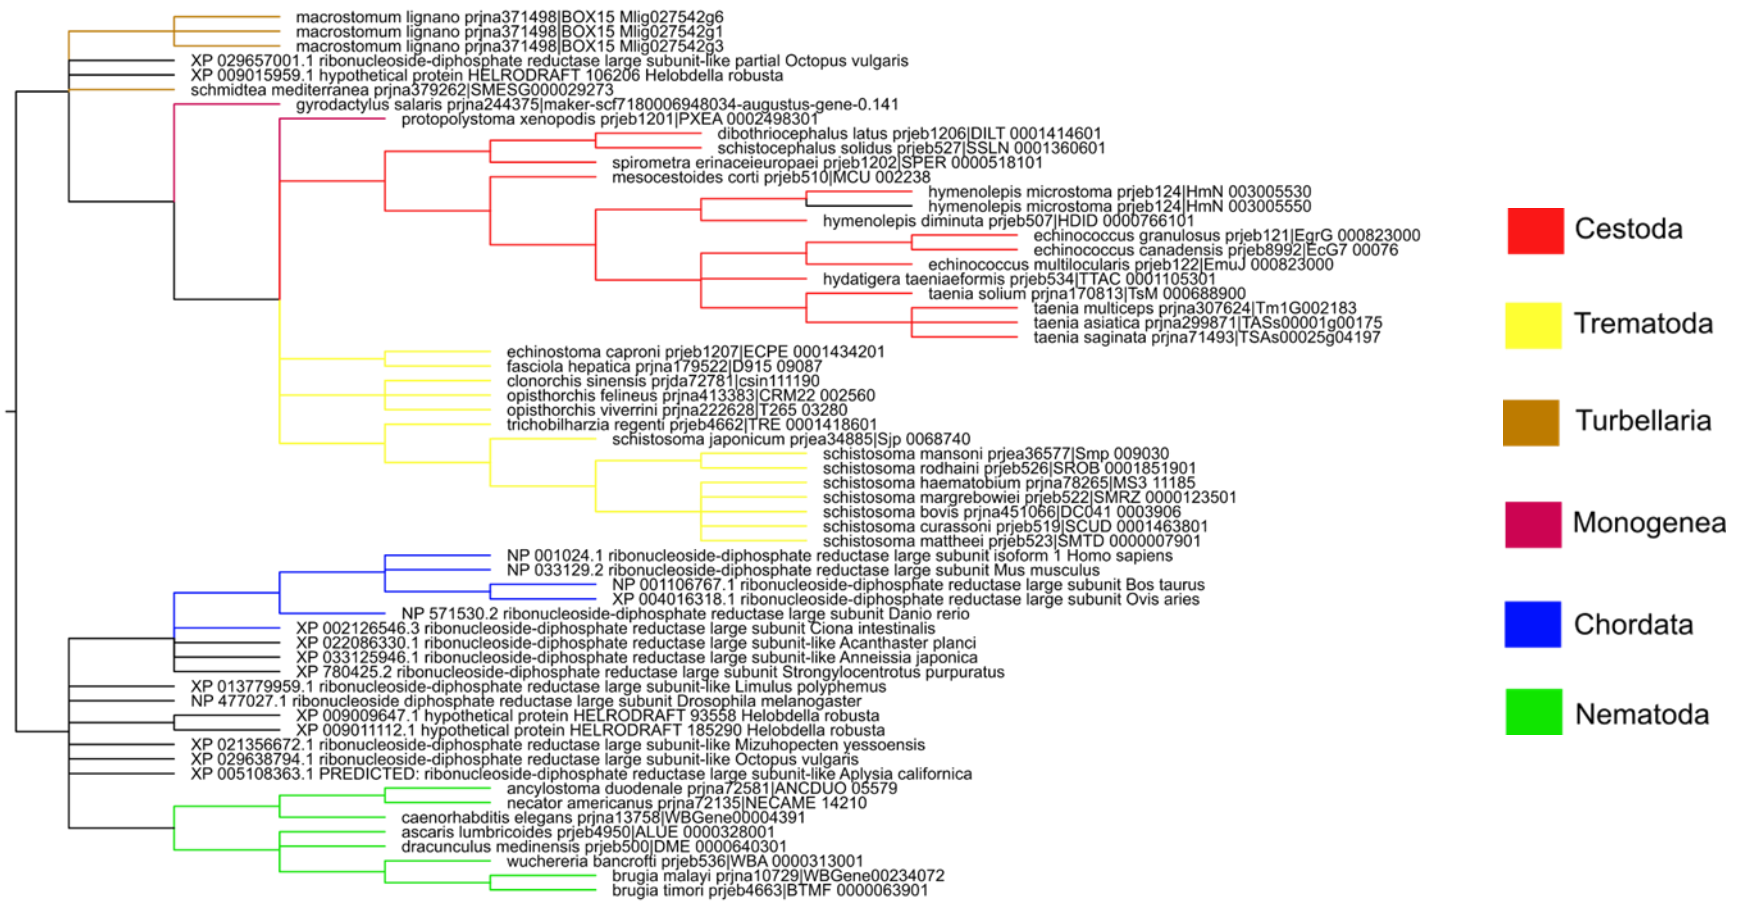 macrostomum lignano prjna371498|BOX15 Mlig027542g6
macrostomum lignano prjna371498|BOX15 Mlig027542g1
macrostomum lignano prjna371498|BOX15 Mlig027542g3
XP 029657001.1 ribonucleoside-diphosphate reductase large subunit-like partial Octopus vulgaris
XP 009015959.1 hypothetical protein HELRODRAFT 106206 Helobdella robusta
schmidtea mediterranea prjna379262|SMESG000029273
gyrodactylus salaris prjna244375|maker-scf7180006948034-augustus-gene-0.141
protopolystoma xenopodis prjeb1201|PXEA 0002498301
dibothriocephalus latus prjeb1206|DILT 0001414601
schistocephalus solidus prjeb527|SSLN 0001360601
spirometra erinaceieuropaei prjeb1202|SPER 0000518101
mesocestoides corti prjeb510|MCU 002238
hymenolepis microstoma prjeb124|HmN 003005530
hymenolepis microstoma prjeb124|HmN 003005550
hymenolepis diminuta prjeb507|HDID 0000766101
echinococcus granulosus prjeb121|EgrG 000823000
echinococcus canadensis prjeb8992|EcG7 00076
echinococcus multilocularis prjeb122|EmuJ 000823000
hydatigera taeniaeformis prjeb534|TTAC 0001105301
taenia solium prjna170813|TsM 000688900
taenia multiceps prjna307624|Tm1G002183
taenia asiatica prjna299871|TASs00001g00175
taenia saginata prjna71493|TSAs00025g04197
echinostoma caproni prjeb1207|ECPE 0001434201
fasciola hepatica prjna179522|D915 09087
clonorchis sinensis prjda72781|csin111190
opisthorchis felineus prjna413383|CRM22 002560
opisthorchis viverrini prjna222628|T265 03280
trichobilharzia regenti prjeb4662|TRE 0001418601
schistosoma japonicum prjea34885|Sjp 0068740
schistosoma mansoni prjea36577|Smp 009030
schistosoma rodhaini prjeb526|SROB 0001851901
schistosoma haematobium prjna78265|MS3 11185
schistosoma margrebowiei prjeb522|SMRZ 0000123501
schistosoma bovis prjna451066|DC041 0003906
schistosoma curassoni prjeb519|SCUD 0001463801
schistosoma mattheei prjeb523|SMTD 0000007901
NP 001024.1 ribonucleoside-diphosphate reductase large subunit isoform 1 Homo sapiens
NP 033129.2 ribonucleoside-diphosphate reductase large subunit Mus musculus
NP 001106767.1 ribonucleoside-diphosphate reductase large subunit Bos taurus
XP 004016318.1 ribonucleoside-diphosphate reductase large subunit Ovis aries
NP 571530.2 ribonucleoside-diphosphate reductase large subunit Danio rerio
XP 002126546.3 ribonucleoside-diphosphate reductase large subunit Ciona intestinalis
XP 022086330.1 ribonucleoside-diphosphate reductase large subunit-like Acanthaster planci
XP 033125946.1 ribonucleoside-diphosphate reductase large subunit-like Anneissia japonica
XP 780425.2 ribonucleoside-diphosphate reductase large subunit Strongylocentrotus purpuratus
XP 013779959.1 ribonucleoside-diphosphate reductase large subunit-like Limulus polyphemus
NP 477027.1 ribonucleoside diphosphate reductase large subunit Drosophila melanogaster
XP 009009647.1 hypothetical protein HELRODRAFT 93558 Helobdella robusta
XP 009011112.1 hypothetical protein HELRODRAFT 185290 Helobdella robusta
XP 021356672.1 ribonucleoside-diphosphate reductase large subunit-like Mizuhopecten yessoensis
XP 029638794.1 ribonucleoside-diphosphate reductase large subunit-like Octopus vulgaris
XP 005108363.1 PREDICTED: ribonucleoside-diphosphate reductase large subunit-like Aplysia californica
ancylostoma duodenale prjna72581|ANCDUO 05579
necator americanus prjna72135|NECAME 14210
caenorhabditis elegans prjna13758|WBGene00004391
ascaris lumbricoides prjeb4950|ALUE 0000328001
dracunculus medinensis prjeb500|DME 0000640301
wuchereria bancrofti prjeb536|WBA 0000313001
brugia malayi prjna10729|WBGene00234072
brugia timori prjeb4663|BTMF 0000063901
Cestoda
Trematoda
Turbellaria
Monogenea
Chordata
Nematoda